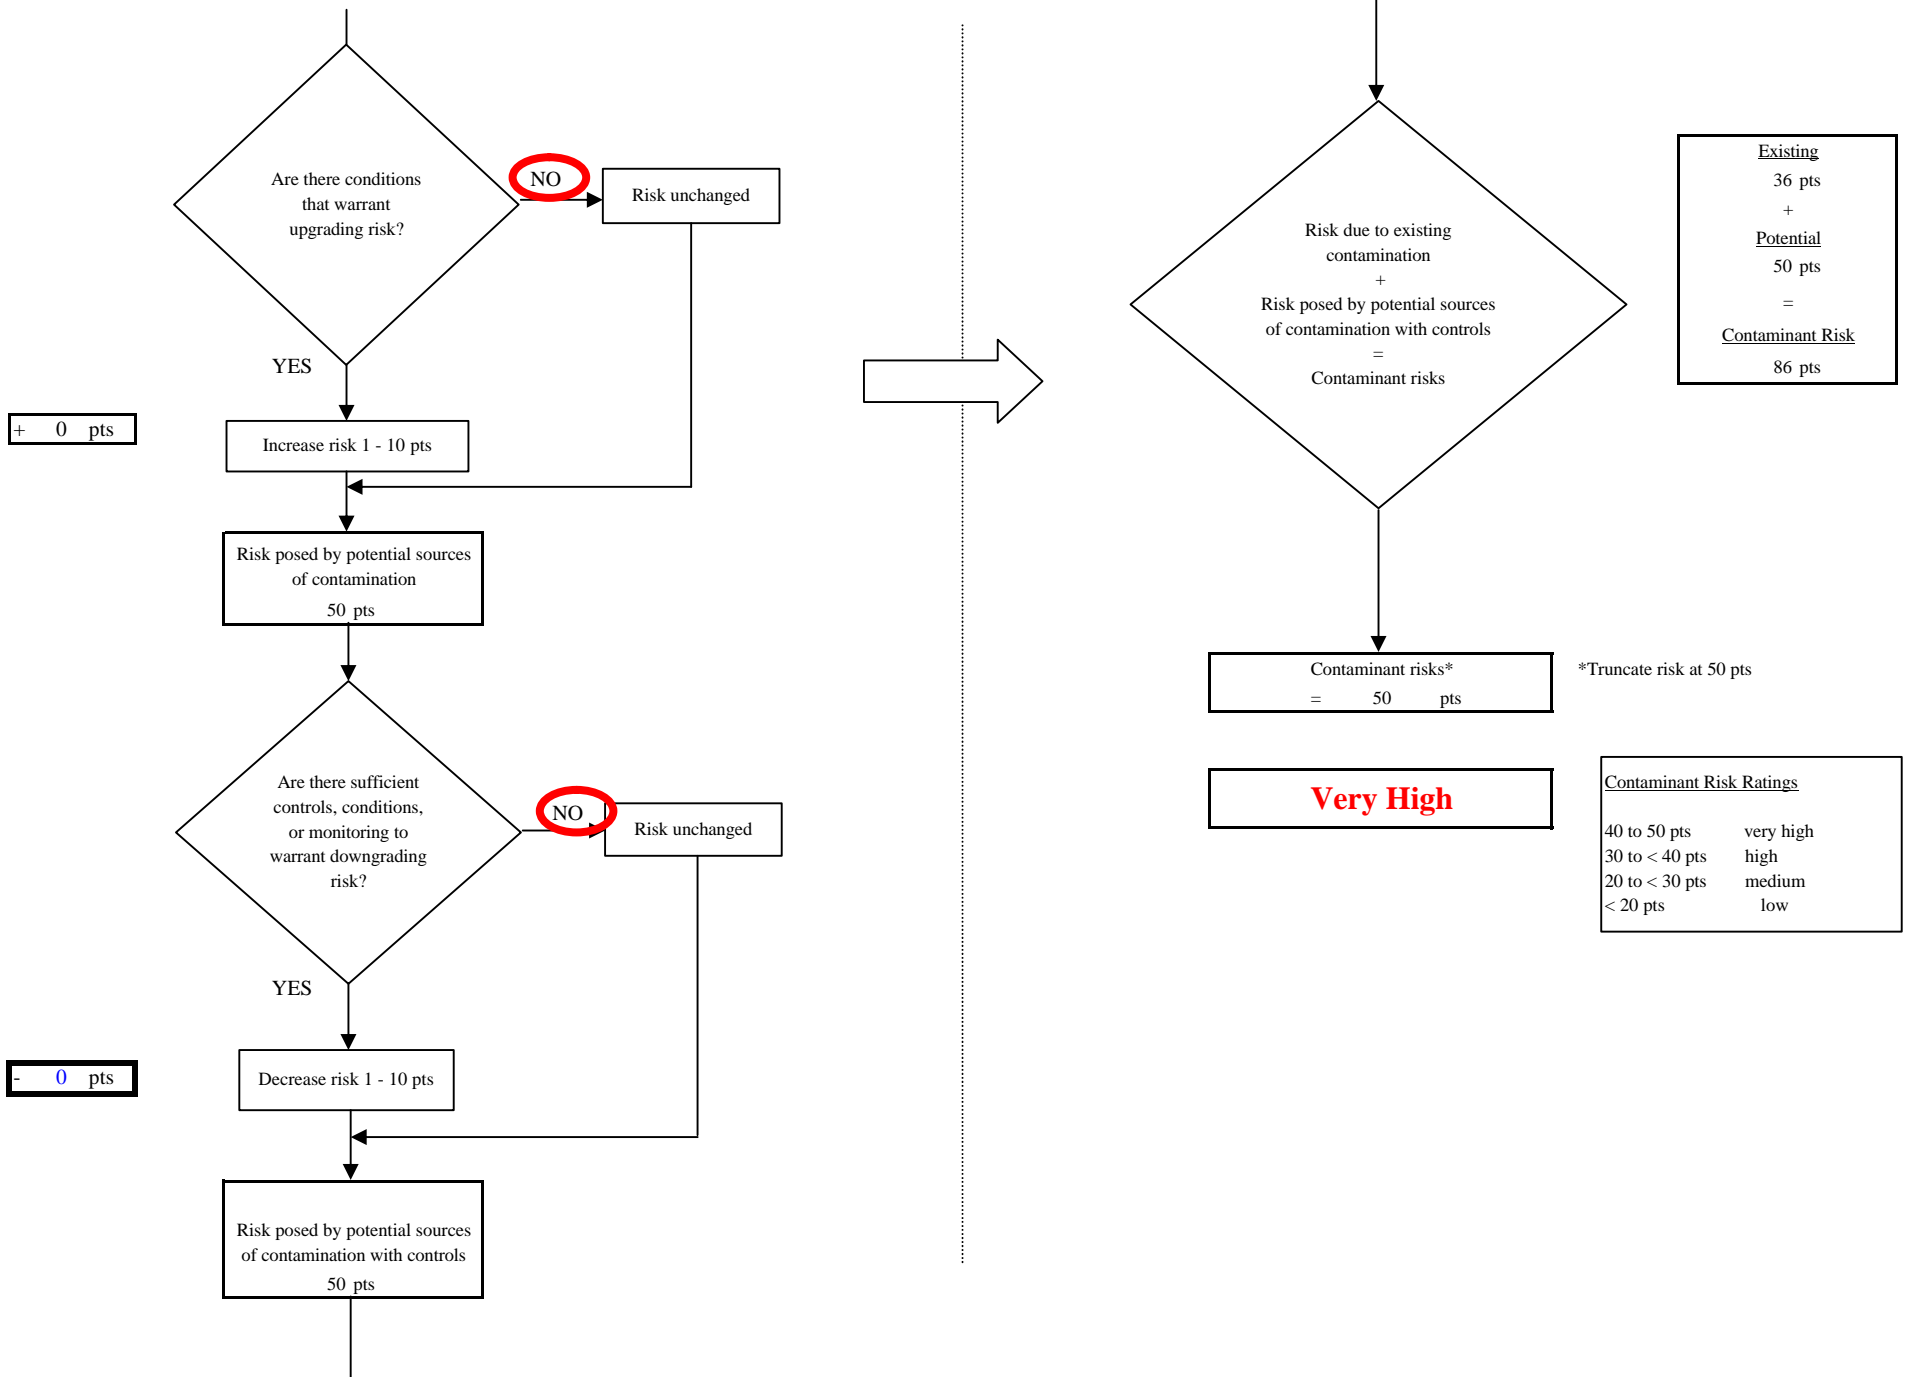 Are there conditions
that warrant
upgrading risk?
NO
Risk unchanged
YES
+ 0 pts
Increase risk 1 - 10 pts
Risk posed by potential sources
of contamination
50 pts
Are there sufficient
controls, conditions,
or monitoring to
warrant downgrading
risk?
NO
Risk unchanged
YES
- 0 pts
Decrease risk 1 - 10 pts
Risk posed by potential sources
of contamination with controls
50 pts
Risk due to existing
contamination
+
Risk posed by potential sources
of contamination with controls
=
Contaminant risks
Existing
36 pts
+
Potential
50 pts
=
Contaminant Risk
86 pts
Contaminant risks*
= 50 pts
*Truncate risk at 50 pts
Very High
Contaminant Risk Ratings
40 to 50 pts very high
30 to < 40 pts high
20 to < 30 pts medium
< 20 pts low